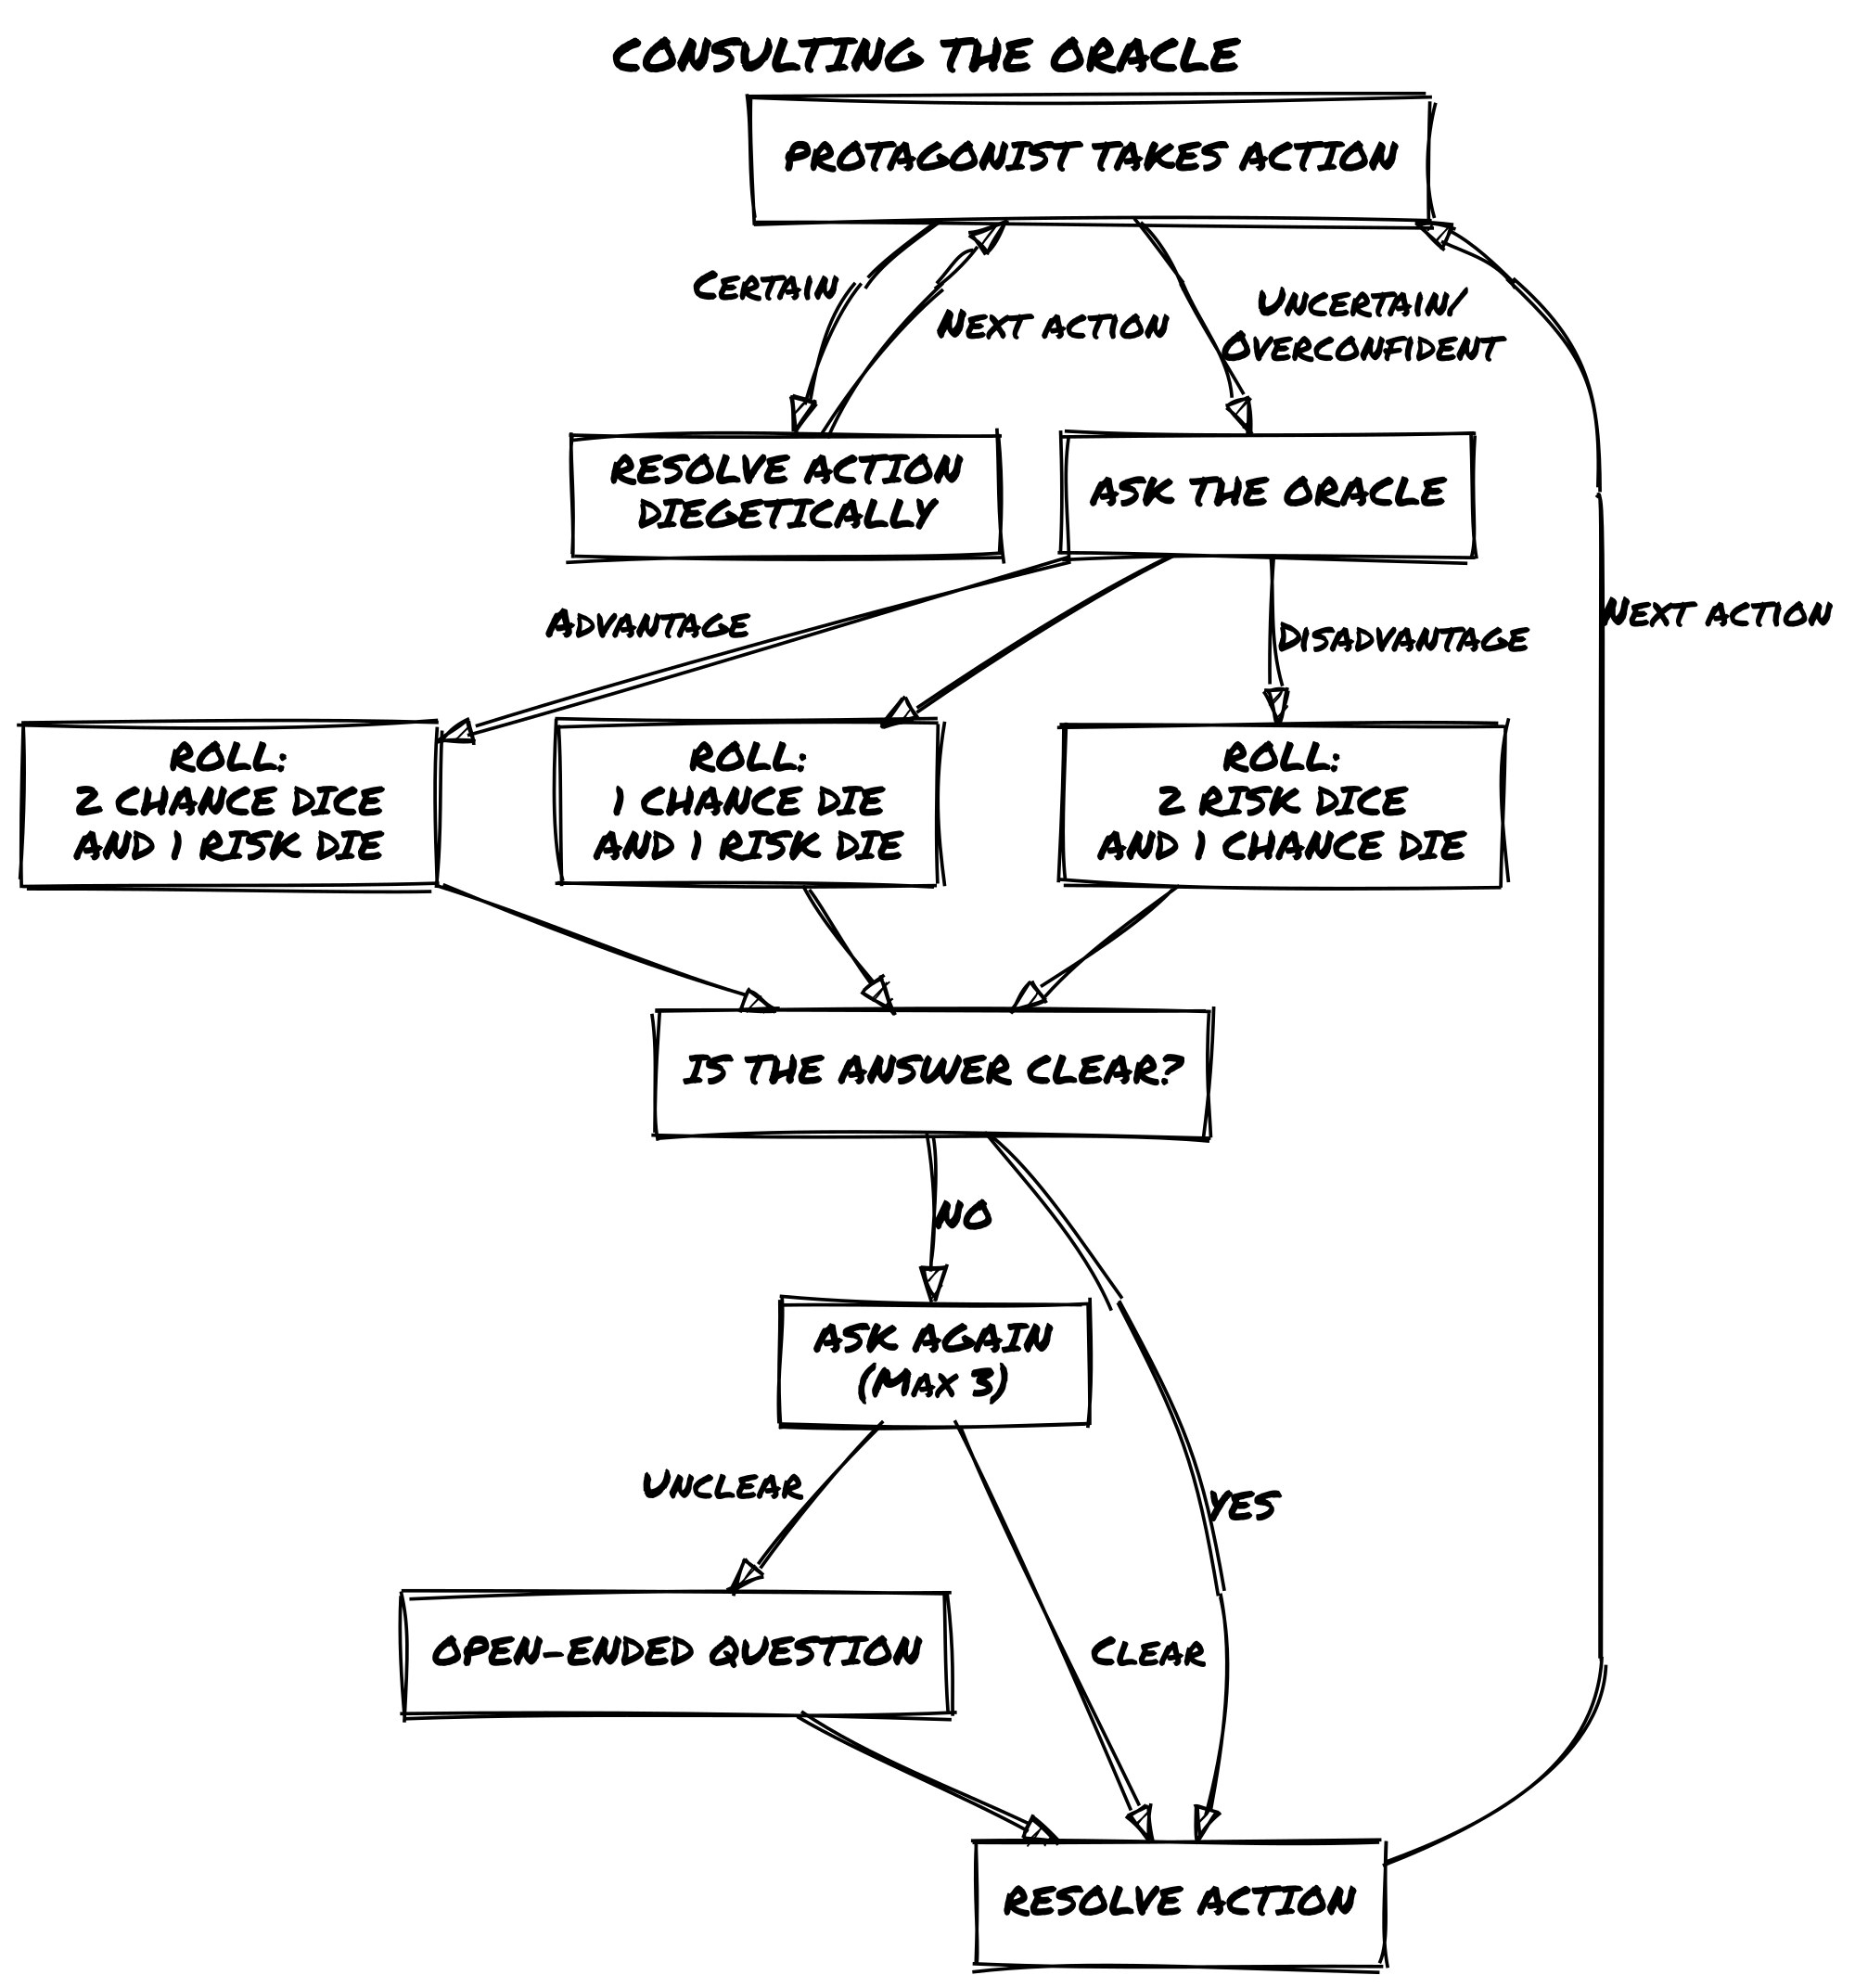 CONSULTING THE ORACLE
PROTAGONIST TAKES ACTION
CERTAIN
NEXT ACTION
UNCERTAIN/
OVERCONFIDENT
RESOLVE ACTION
DIEGETICALLY
ASK THE ORACLE
ADVANTAGE
DISADVANTAGE
NEXT ACTION
ROLL:
2 CHANCE DICE
AND 1 RISK DIE
ROLL:
1 CHANCE DIE
AND 1 RISK DIE
ROLL:
2 RISK DICE
AND 1 CHANCE DIE
IS THE ANSWER CLEAR?
NO
ASK AGAIN
(MAX 3)
UNCLEAR
YES
OPEN-ENDED QUESTION
CLEAR
RESOLVE ACTION